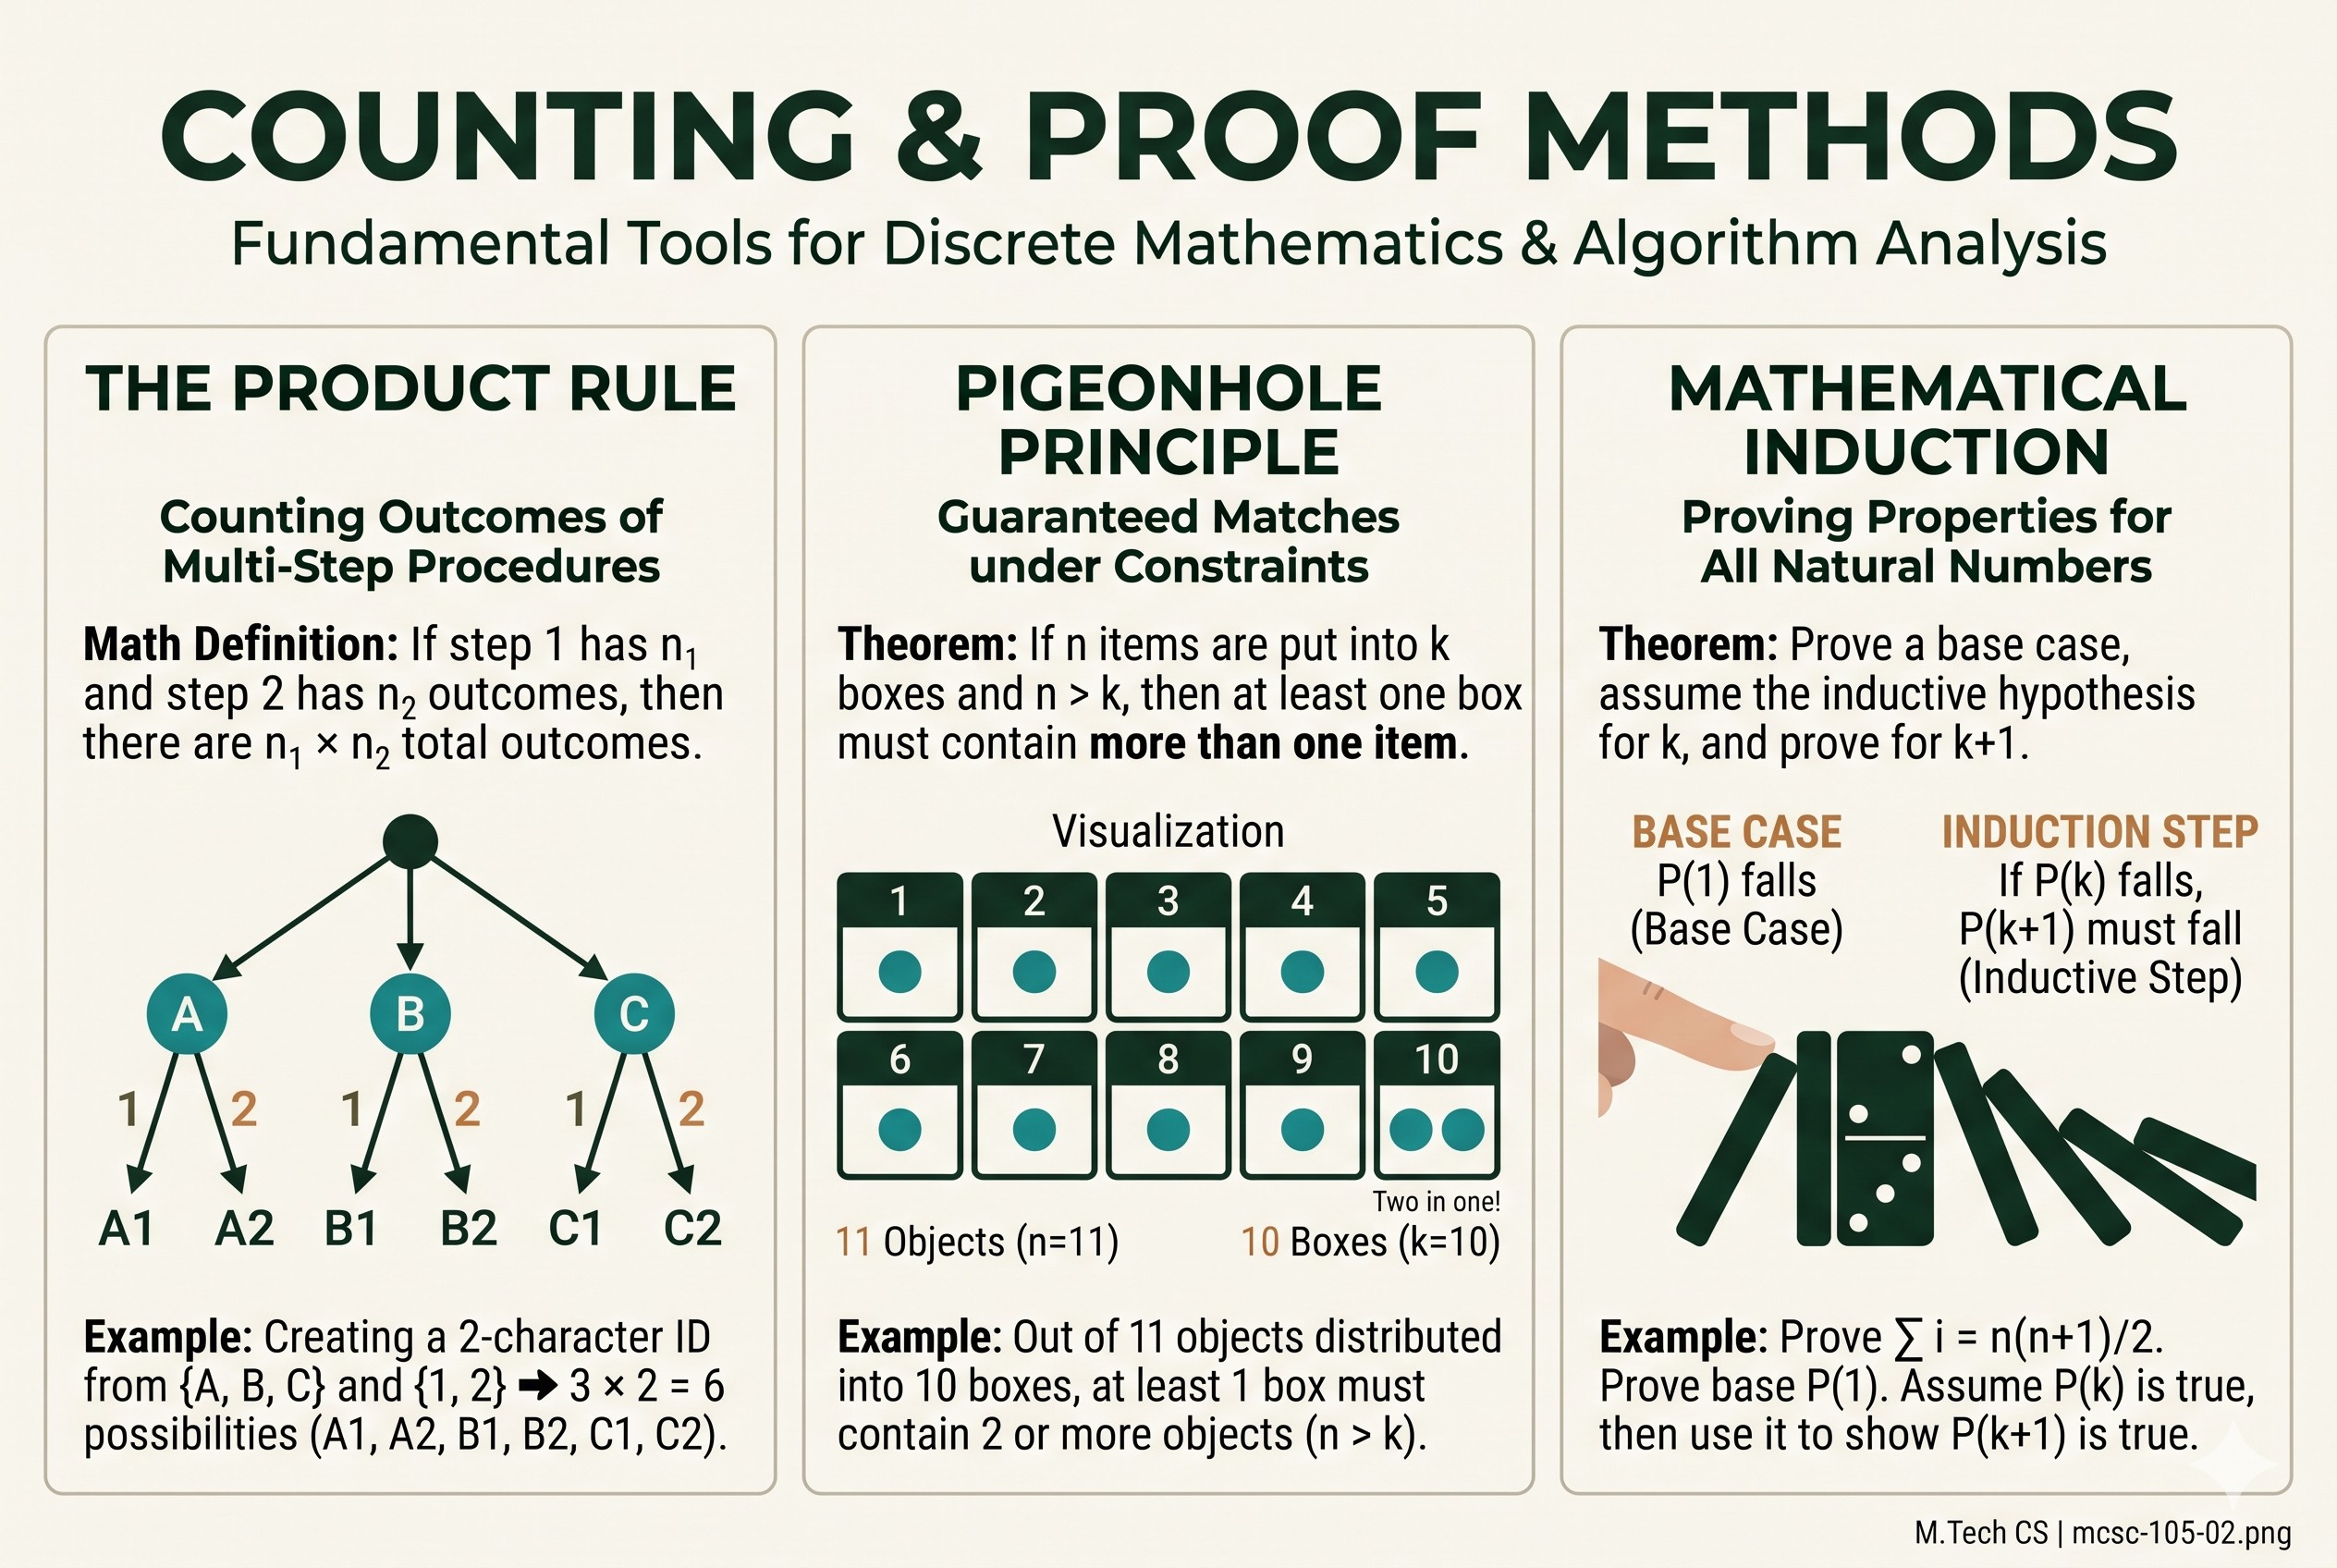 COUNTING & PROOF METHODS
Fundamental Tools for Discrete Mathematics & Algorithm Analysis
THE PRODUCT RULE
Counting Outcomes of
Multi-Step Procedures
Math Definition: If step 1 has n₁
and step 2 has n₂ outcomes, then
there are n₁ × n₂ total outcomes.
A B C
1 2 1 2 1 2
A1 A2 B1 B2 C1 C2
Example: Creating a 2-character ID
from {A, B, C} and {1, 2} 🡆 3 × 2 = 6
possibilities (A1, A2, B1, B2, C1, C2).
PIGEONHOLE
PRINCIPLE
Guaranteed Matches
under Constraints
Theorem: If n items are put into k
boxes and n > k, then at least one box
must contain more than one item.
Visualization
1 2 3 4 5
6 7 8 9 10
Two in one!
11 Objects (n=11) 10 Boxes (k=10)
Example: Out of 11 objects distributed
into 10 boxes, at least 1 box must
contain 2 or more objects (n > k).
MATHEMATICAL
INDUCTION
Proving Properties for
All Natural Numbers
Theorem: Prove a base case,
assume the inductive hypothesis
for k, and prove for k+1.
BASE CASE
P(1) falls
(Base Case)
INDUCTION STEP
If P(k) falls,
P(k+1) must fall
(Inductive Step)
Example: Prove ∑ i = n(n+1)/2.
Prove base P(1). Assume P(k) is true,
then use it to show P(k+1) is true.
M.Tech CS | mcsc-105-02.png